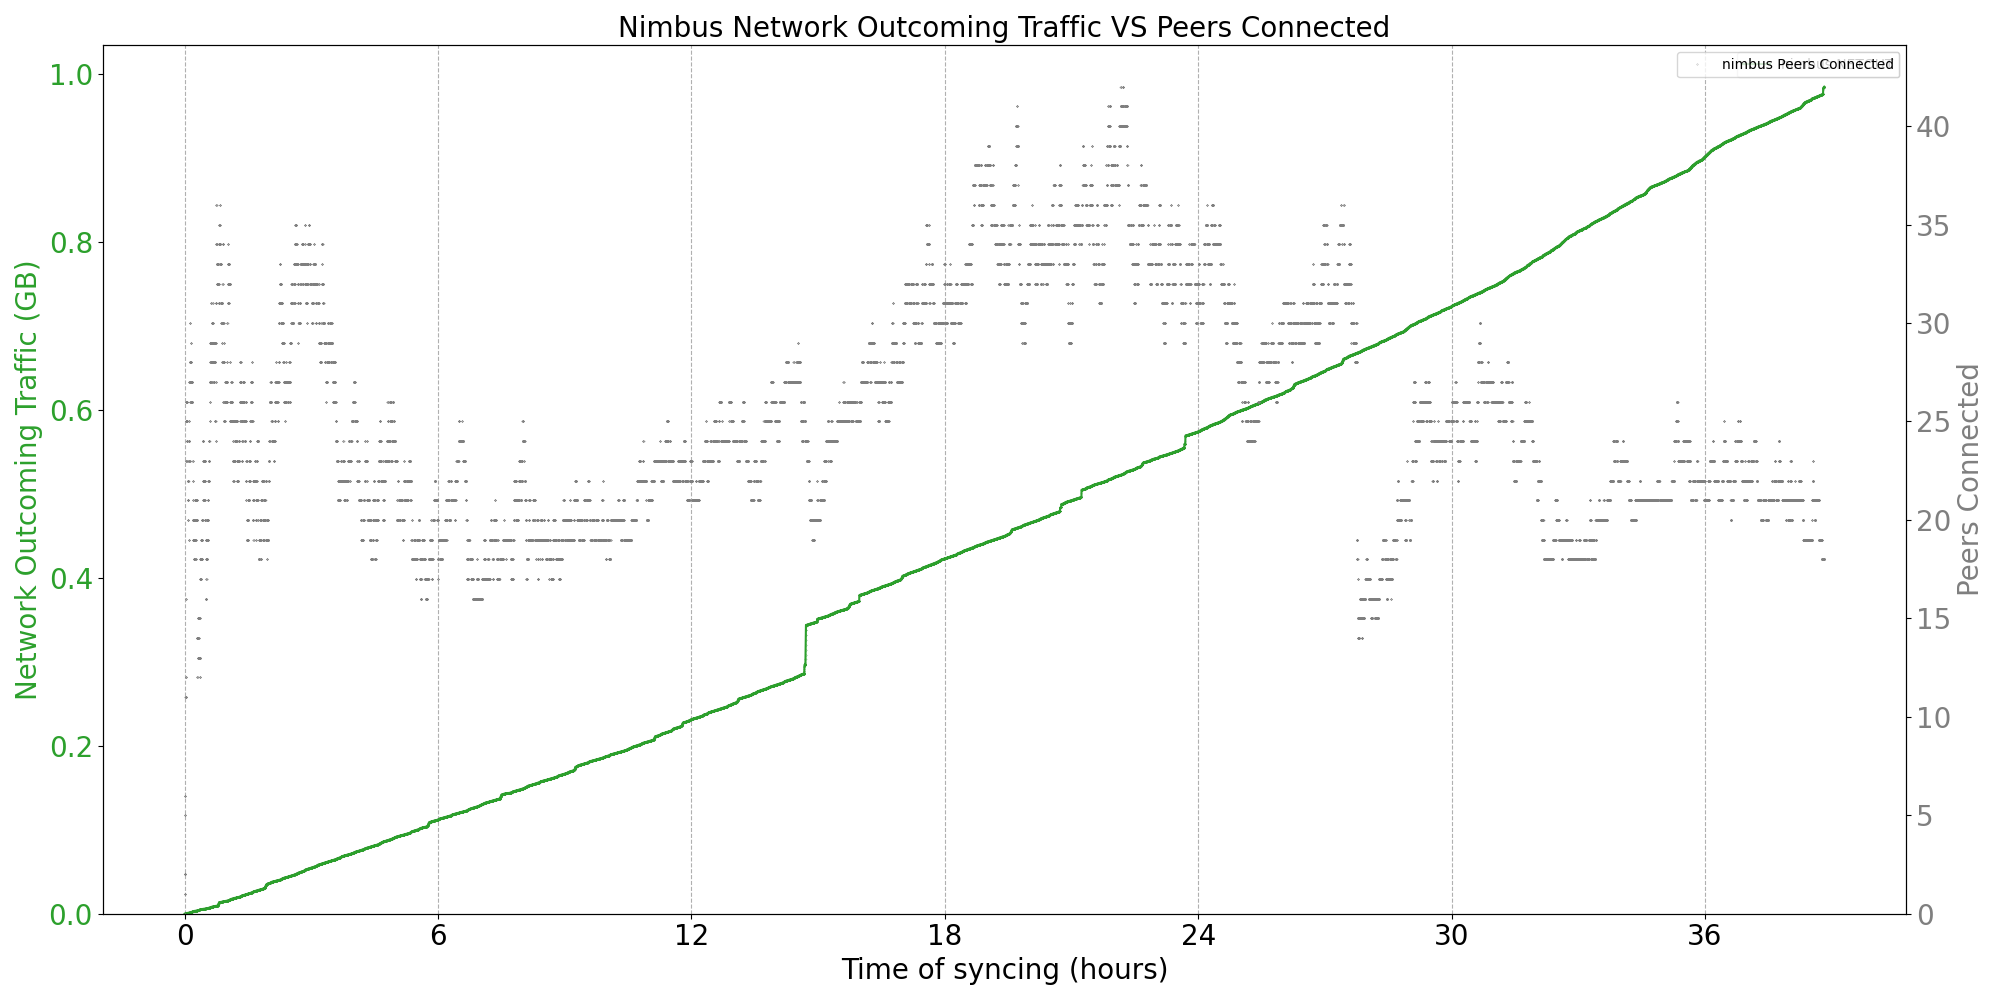 Nimbus Network Outcoming Traffic VS Peers Connected
nimbus Peers Connected
Network Outcoming Traffic (GB)
1.0
0.8
0.6
0.4
0.2
0.0
40
35
30
25
20
15
10
5
0
Peers Connected
0 6 12 18 24 30 36
Time of syncing (hours)